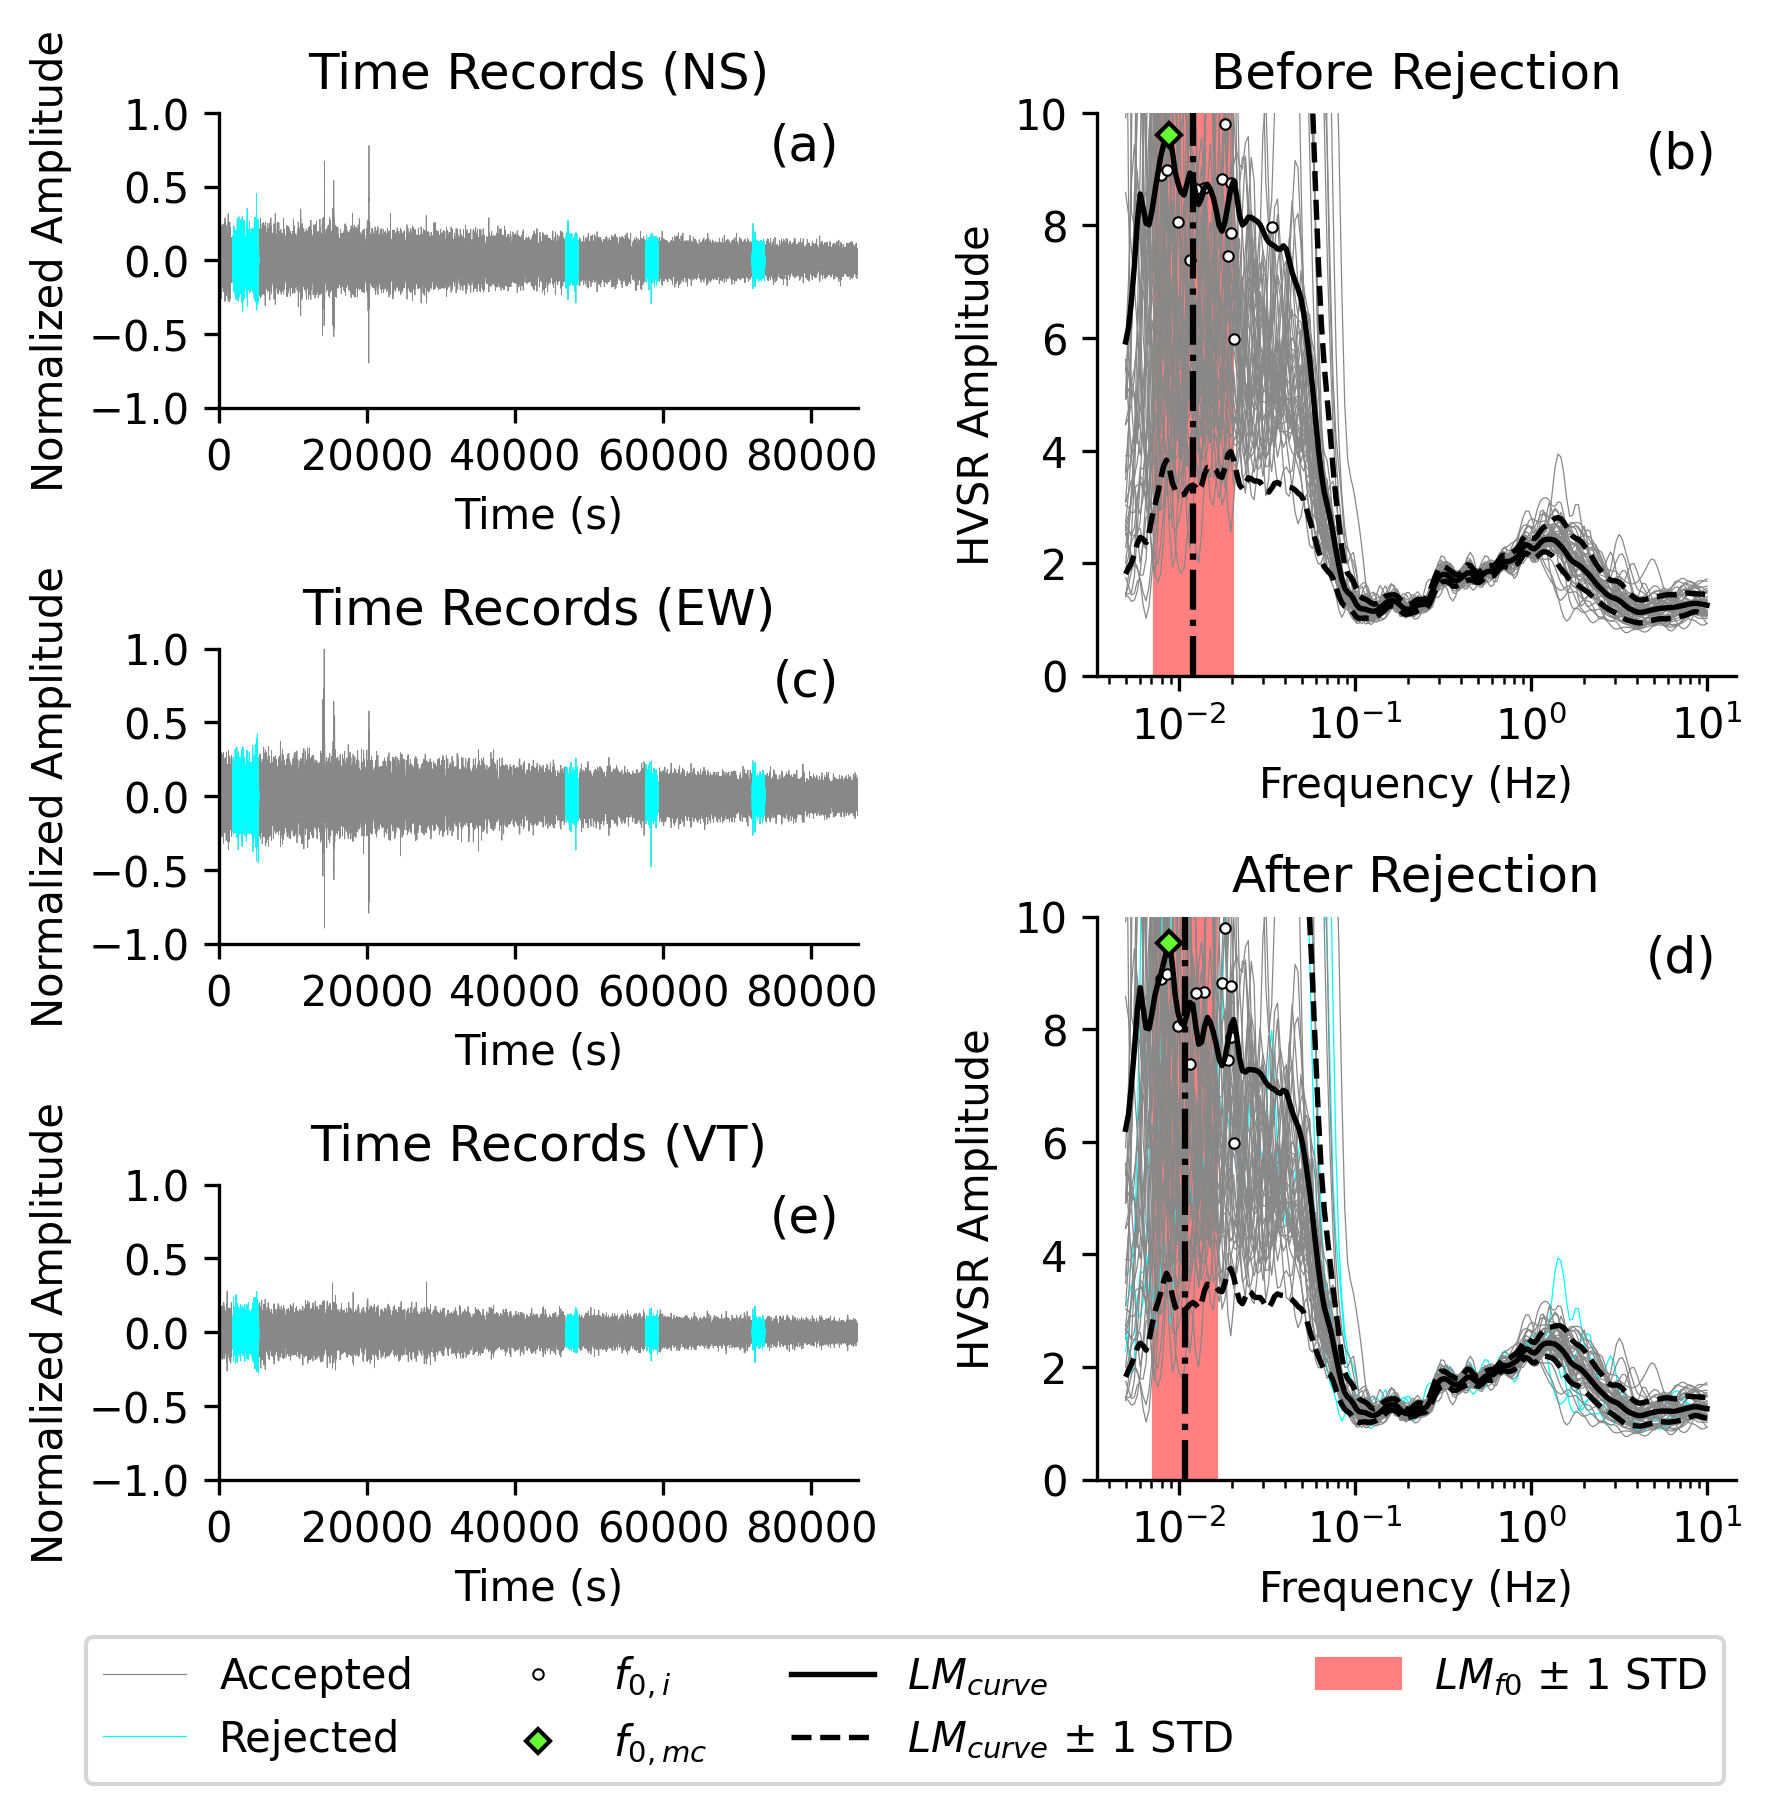 Time Records (NS)
(a)
Normalized Amplitude
1.0
0.5
0.0
−0.5
−1.0
0 20000 40000 60000 80000
Time (s)
Before Rejection
(b)
HVSR Amplitude
10
8
6
4
2
0
10⁻² 10⁻¹ 10⁰ 10¹
Frequency (Hz)
Time Records (EW)
(c)
Normalized Amplitude
1.0
0.5
0.0
−0.5
−1.0
0 20000 40000 60000 80000
Time (s)
After Rejection
(d)
HVSR Amplitude
10
8
6
4
2
0
10⁻² 10⁻¹ 10⁰ 10¹
Frequency (Hz)
Time Records (VT)
(e)
Normalized Amplitude
1.0
0.5
0.0
−0.5
−1.0
0 20000 40000 60000 80000
Time (s)
Accepted
Rejected
f0,i
f0,mc
LMcurve
LMcurve ± 1 STD
LMf0 ± 1 STD